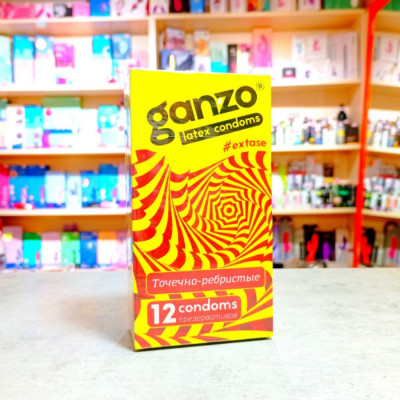 ganzo®
latex condoms
#extase
Точечно-ребристые
12 condoms
презервативов